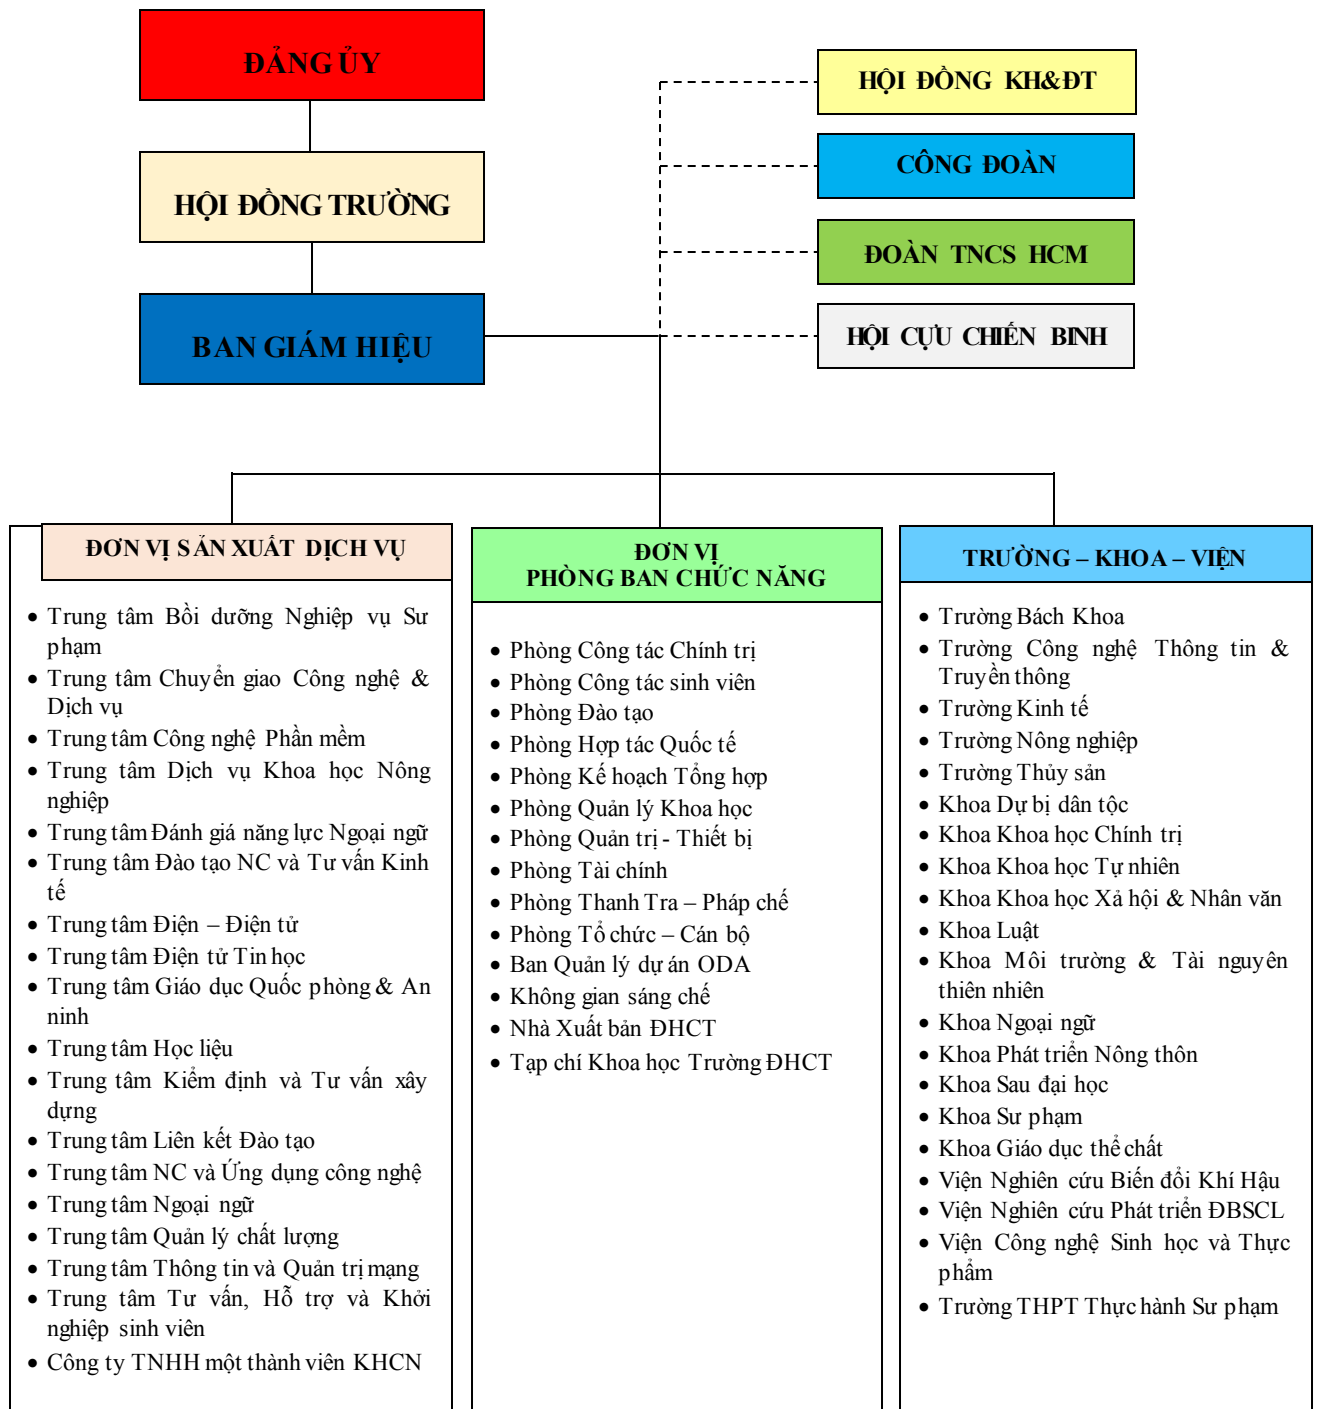 ĐẢNG ỦY
HỘI ĐỒNG TRƯỜNG
BAN GIÁM HIỆU
HỘI ĐỒNG KH&ĐT
CÔNG ĐOÀN
ĐOÀN TNCS HCM
HỘI CỰU CHIẾN BINH
ĐƠN VỊ SẢN XUẤT DỊCH VỤ
• Trung tâm Bồi dưỡng Nghiệp vụ Sư
phạm
• Trung tâm Chuyển giao Công nghệ &
Dịch vụ
• Trung tâm Công nghệ Phần mềm
• Trung tâm Dịch vụ Khoa học Nông
nghiệp
• Trung tâm Đánh giá năng lực Ngoại ngữ
• Trung tâm Đào tạo NC và Tư vấn Kinh
tế
• Trung tâm Điện – Điện tử
• Trung tâm Điện tử Tin học
• Trung tâm Giáo dục Quốc phòng & An
ninh
• Trung tâm Học liệu
• Trung tâm Kiểm định và Tư vấn xây
dựng
• Trung tâm Liên kết Đào tạo
• Trung tâm NC và Ứng dụng công nghệ
• Trung tâm Ngoại ngữ
• Trung tâm Quản lý chất lượng
• Trung tâm Thông tin và Quản trị mạng
• Trung tâm Tư vấn, Hỗ trợ và Khởi
nghiệp sinh viên
• Công ty TNHH một thành viên KHCN
ĐƠN VỊ
PHÒNG BAN CHỨC NĂNG
• Phòng Công tác Chính trị
• Phòng Công tác sinh viên
• Phòng Đào tạo
• Phòng Hợp tác Quốc tế
• Phòng Kế hoạch Tổng hợp
• Phòng Quản lý Khoa học
• Phòng Quản trị - Thiết bị
• Phòng Tài chính
• Phòng Thanh Tra – Pháp chế
• Phòng Tổ chức – Cán bộ
• Ban Quản lý dự án ODA
• Không gian sáng chế
• Nhà Xuất bản ĐHCT
• Tạp chí Khoa học Trường ĐHCT
TRƯỜNG – KHOA – VIỆN
• Trường Bách Khoa
• Trường Công nghệ Thông tin &
Truyền thông
• Trường Kinh tế
• Trường Nông nghiệp
• Trường Thủy sản
• Khoa Dự bị dân tộc
• Khoa Khoa học Chính trị
• Khoa Khoa học Tự nhiên
• Khoa Khoa học Xả hội & Nhân văn
• Khoa Luật
• Khoa Môi trường & Tài nguyên
thiên nhiên
• Khoa Ngoại ngữ
• Khoa Phát triển Nông thôn
• Khoa Sau đại học
• Khoa Sư phạm
• Khoa Giáo dục thể chất
• Viện Nghiên cứu Biến đổi Khí Hậu
• Viện Nghiên cứu Phát triển ĐBSCL
• Viện Công nghệ Sinh học và Thực
phẩm
• Trường THPT Thực hành Sư phạm